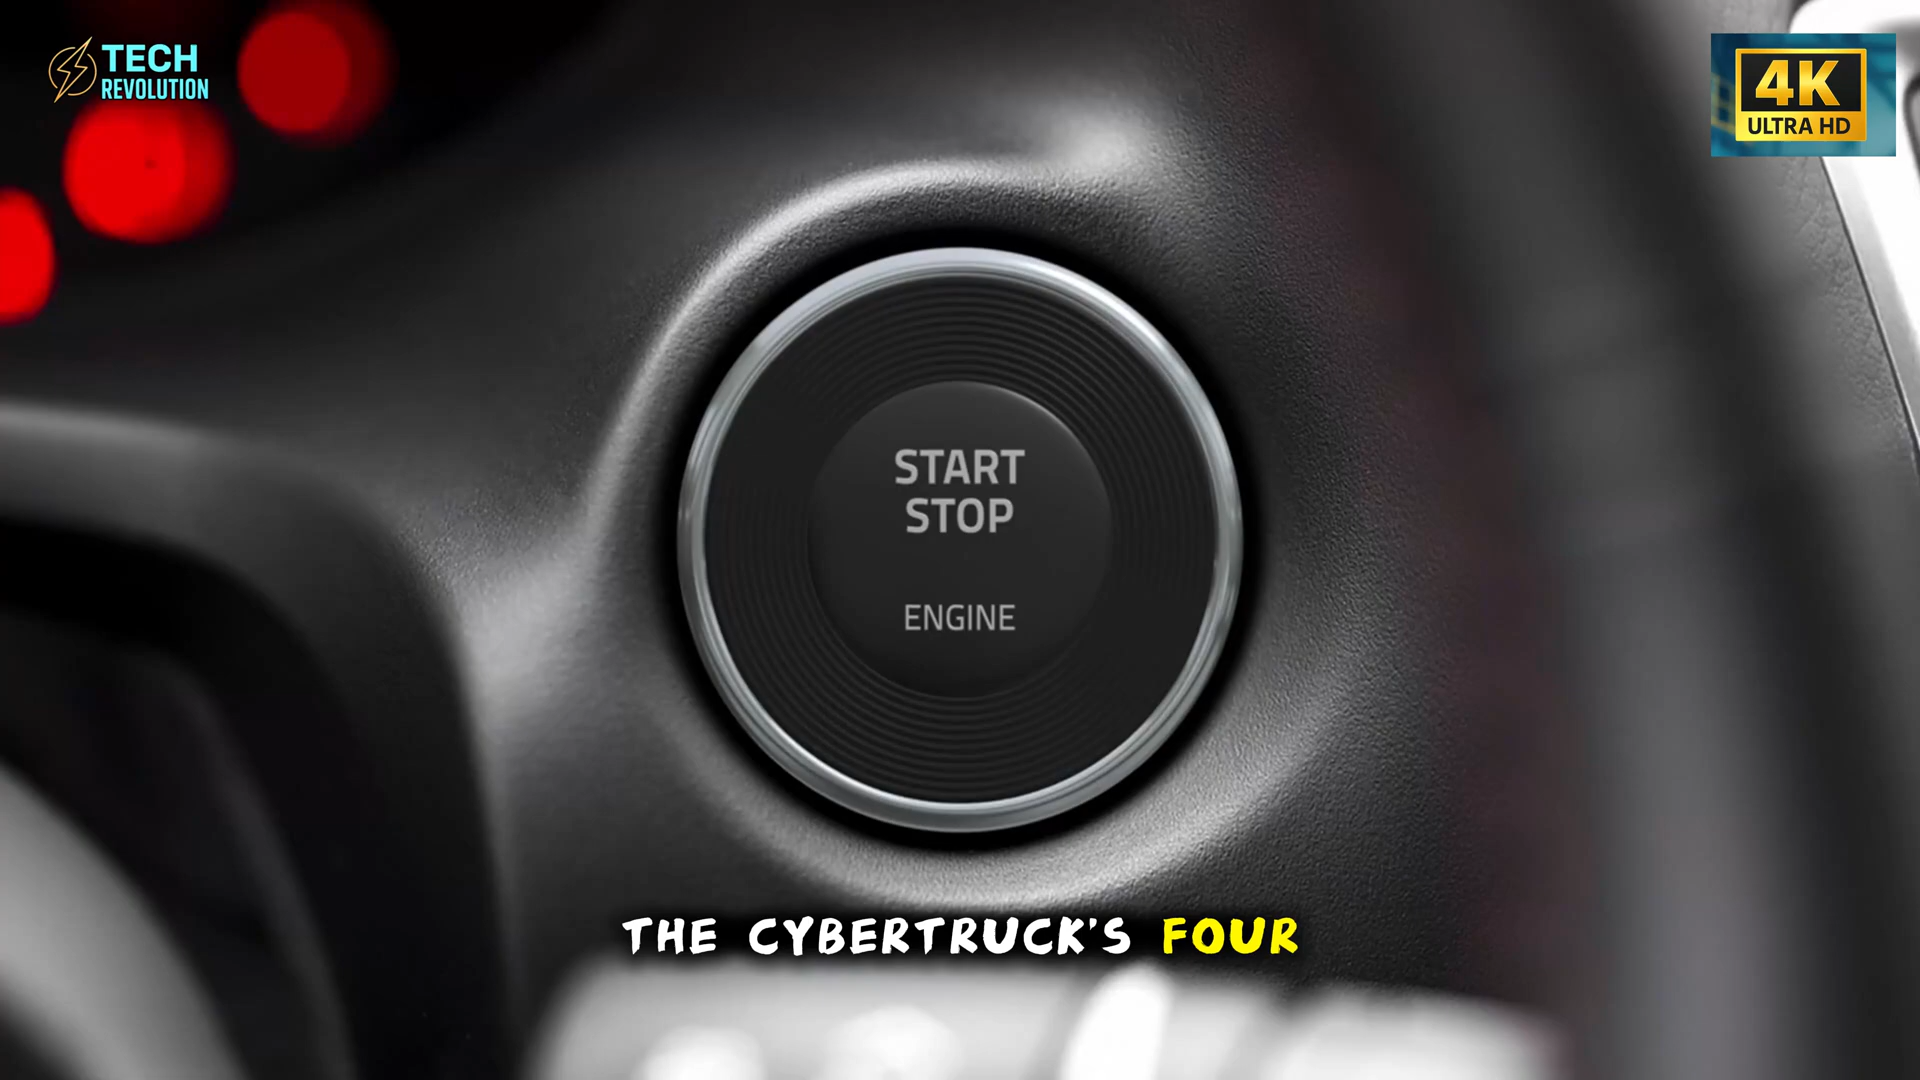 TECH
REVOLUTION
4K
ULTRA HD
START
STOP
ENGINE
THE CYBERTRUCK'S FOUR